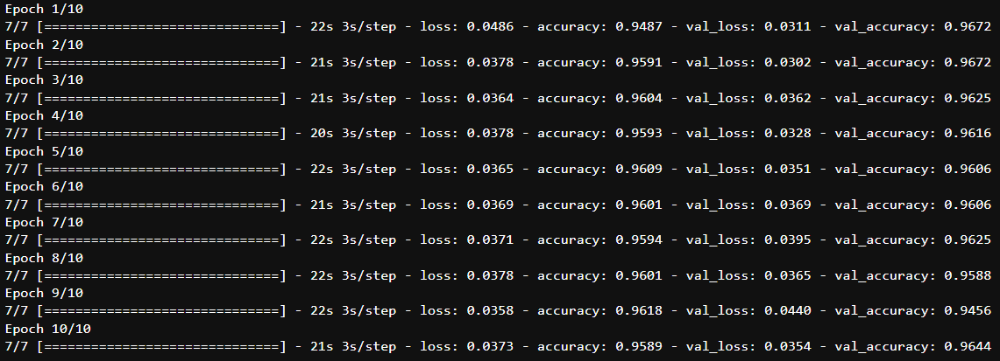 Epoch 1/10
7/7 [==============================] - 22s 3s/step - loss: 0.0486 - accuracy: 0.9487 - val_loss: 0.0311 - val_accuracy: 0.9672
Epoch 2/10
7/7 [==============================] - 21s 3s/step - loss: 0.0378 - accuracy: 0.9591 - val_loss: 0.0302 - val_accuracy: 0.9672
Epoch 3/10
7/7 [==============================] - 21s 3s/step - loss: 0.0364 - accuracy: 0.9604 - val_loss: 0.0362 - val_accuracy: 0.9625
Epoch 4/10
7/7 [==============================] - 20s 3s/step - loss: 0.0378 - accuracy: 0.9593 - val_loss: 0.0328 - val_accuracy: 0.9616
Epoch 5/10
7/7 [==============================] - 22s 3s/step - loss: 0.0365 - accuracy: 0.9609 - val_loss: 0.0351 - val_accuracy: 0.9606
Epoch 6/10
7/7 [==============================] - 21s 3s/step - loss: 0.0369 - accuracy: 0.9601 - val_loss: 0.0369 - val_accuracy: 0.9606
Epoch 7/10
7/7 [==============================] - 22s 3s/step - loss: 0.0371 - accuracy: 0.9594 - val_loss: 0.0395 - val_accuracy: 0.9625
Epoch 8/10
7/7 [==============================] - 22s 3s/step - loss: 0.0378 - accuracy: 0.9601 - val_loss: 0.0365 - val_accuracy: 0.9588
Epoch 9/10
7/7 [==============================] - 22s 3s/step - loss: 0.0358 - accuracy: 0.9618 - val_loss: 0.0440 - val_accuracy: 0.9456
Epoch 10/10
7/7 [==============================] - 21s 3s/step - loss: 0.0373 - accuracy: 0.9589 - val_loss: 0.0354 - val_accuracy: 0.9644